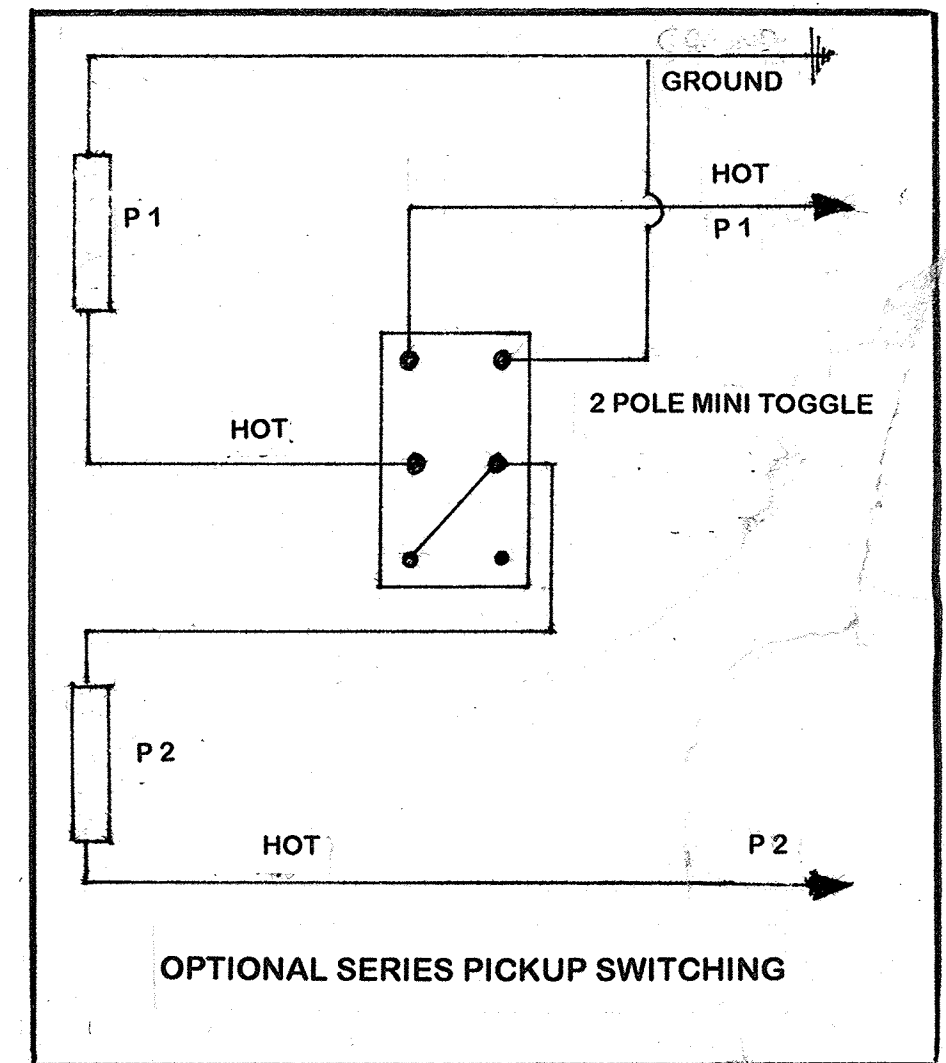 GROUND
HOT
P 1
P 1
2 POLE MINI TOGGLE
HOT
P 2
HOT
P 2
OPTIONAL SERIES PICKUP SWITCHING